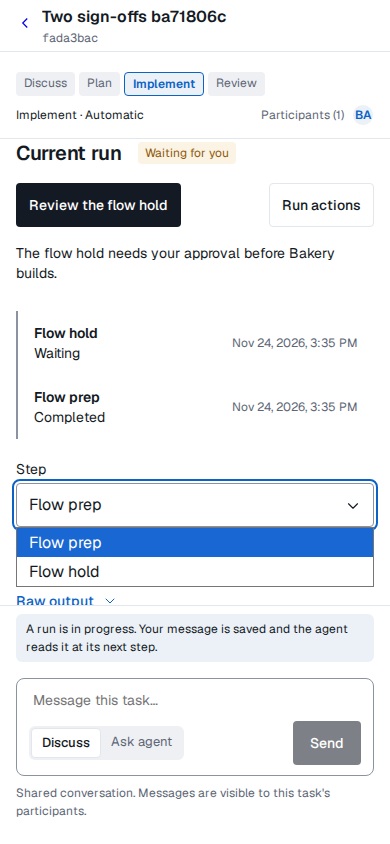 Two sign-offs ba71806c
fada3bac
Discuss
Plan
Implement
Review
Implement · Automatic
Participants (1)
BA
Current run
Waiting for you
Review the flow hold
Run actions
The flow hold needs your approval before Bakery
builds.
Flow hold
Waiting
Nov 24, 2026, 3:35 PM
Flow prep
Completed
Nov 24, 2026, 3:35 PM
Step
Flow prep
Flow prep
Flow hold
Raw output
A run is in progress. Your message is saved and the agent
reads it at its next step.
Message this task...
Discuss
Ask agent
Send
Shared conversation. Messages are visible to this task's
participants.